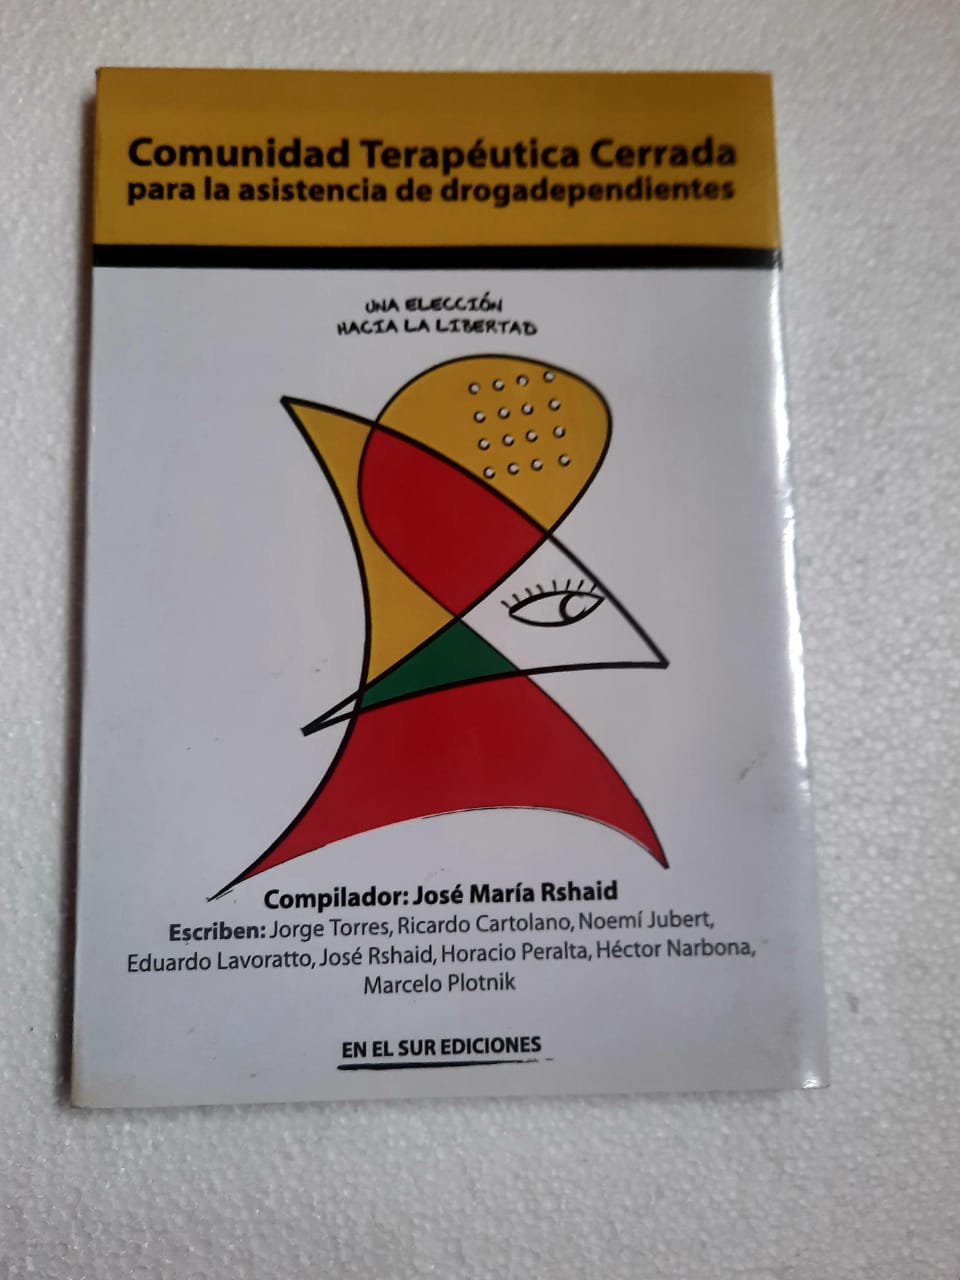 Comunidad Terapéutica Cerrada
para la asistencia de drogadependientes
UNA ELECCIÓN
HACIA LA LIBERTAD
Compilador: José María Rshaid
Escriben: Jorge Torres, Ricardo Cartolano, Noemí Jubert,
Eduardo Lavoratto, José Rshaid, Horacio Peralta, Héctor Narbona,
Marcelo Plotnik
EN EL SUR EDICIONES